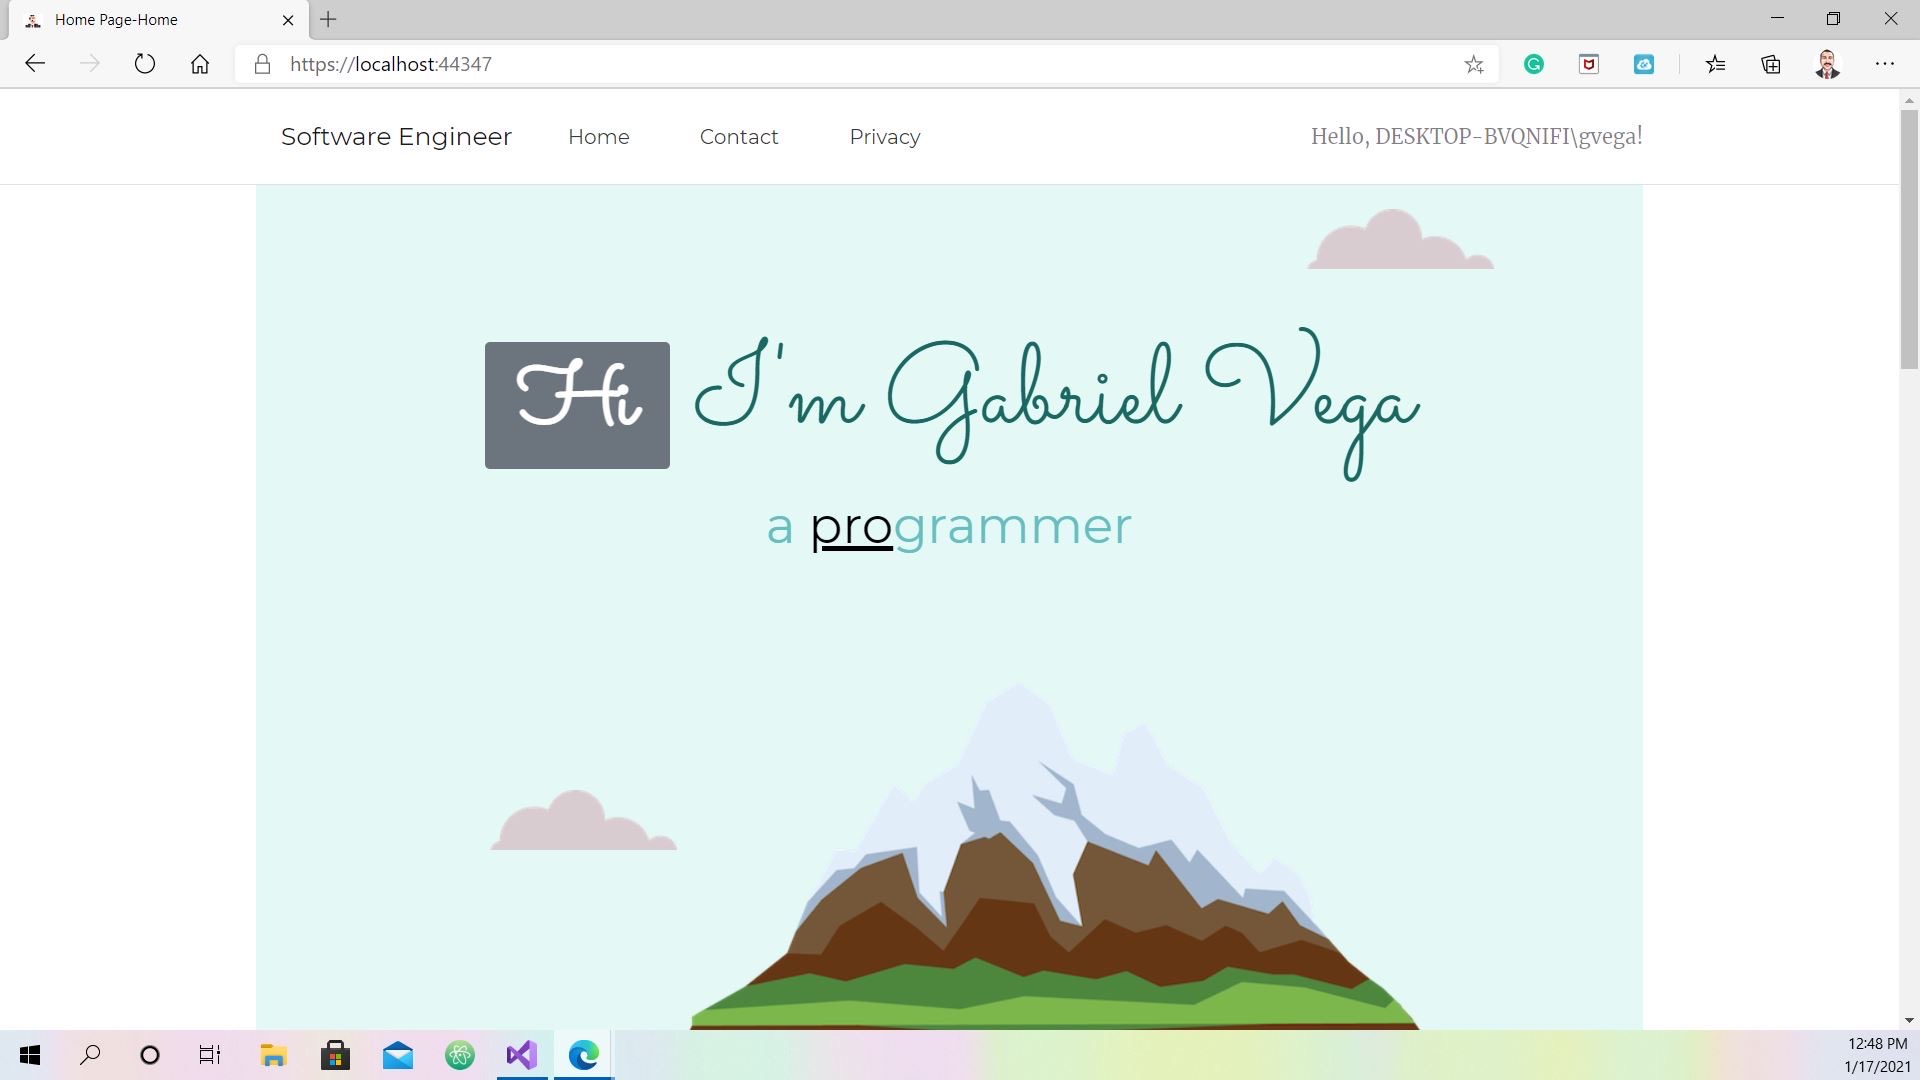 Home Page-Home
https://localhost:44347
Software Engineer Home Contact Privacy Hello, DESKTOP-BVQNIFI\gvega!
Hi I'm Gabriel Vega
a programmer
12:48 PM
1/17/2021